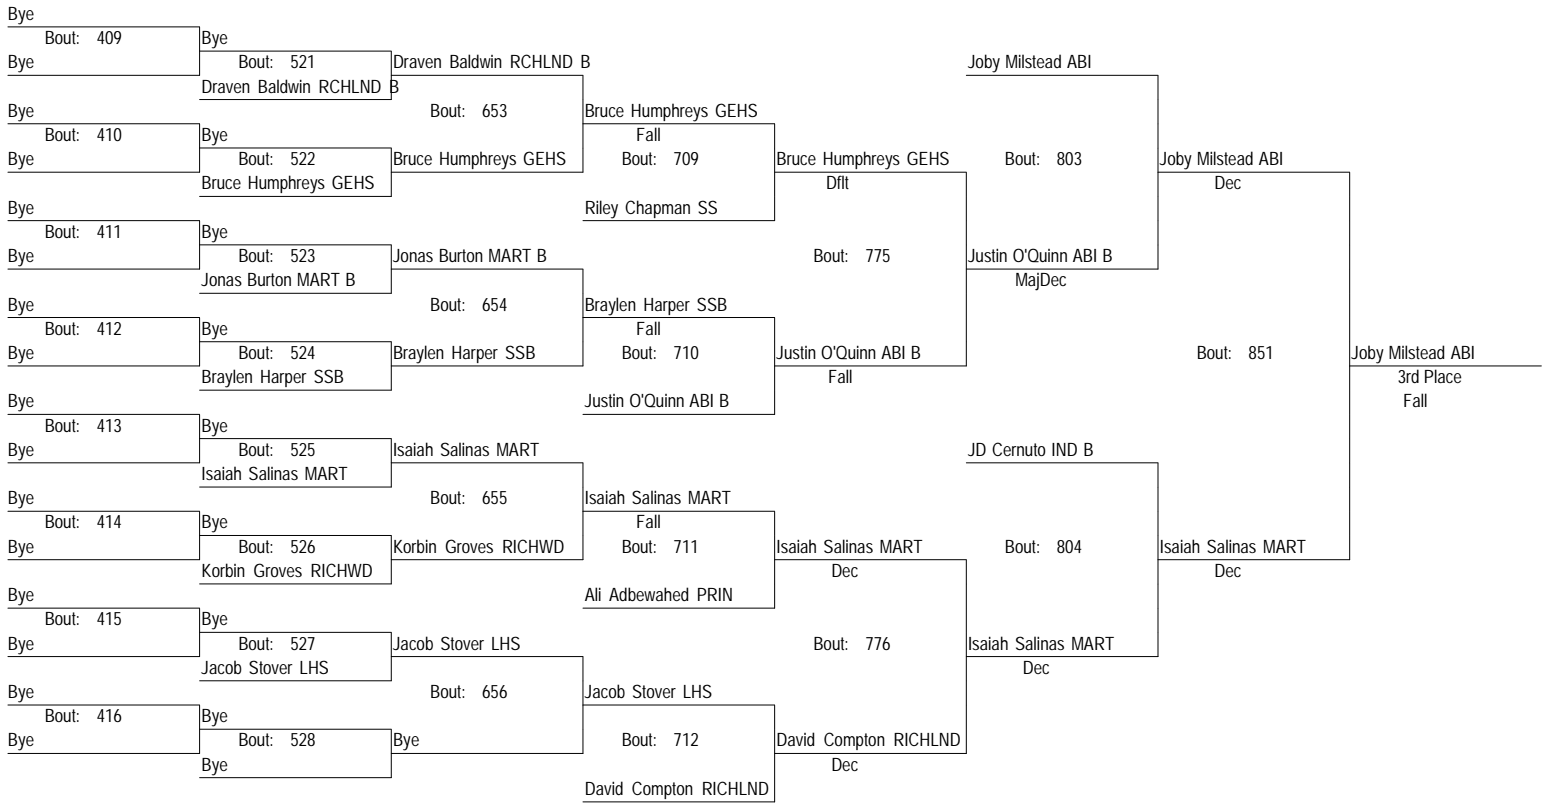 Bye
Bout: 409
Bye
Bye
Bout: 521
Draven Baldwin RCHLND B
Draven Baldwin RCHLND B
Bout: 653
Bye
Bout: 410
Bye
Bye
Bout: 522
Bruce Humphreys GEHS
Bruce Humphreys GEHS
Bruce Humphreys GEHS
Fall
Bout: 709
Riley Chapman SS
Bruce Humphreys GEHS
Dflt
Bye
Bout: 411
Bye
Bye
Bout: 523
Jonas Burton MART B
Jonas Burton MART B
Bout: 654
Bye
Bout: 412
Bye
Bye
Bout: 524
Braylen Harper SSB
Braylen Harper SSB
Braylen Harper SSB
Fall
Bout: 710
Justin O'Quinn ABI B
Justin O'Quinn ABI B
Fall
Bout: 775
Joby Milstead ABI
Bout: 803
Justin O'Quinn ABI B
MajDec
Joby Milstead ABI
Dec
Bye
Bout: 413
Bye
Bye
Bout: 525
Isaiah Salinas MART
Isaiah Salinas MART
Bout: 655
Bye
Bout: 414
Bye
Bye
Bout: 526
Korbin Groves RICHWD
Korbin Groves RICHWD
Isaiah Salinas MART
Fall
Bout: 711
Ali Adbewahed PRIN
Isaiah Salinas MART
Dec
Bye
Bout: 415
Bye
Bye
Bout: 527
Jacob Stover LHS
Jacob Stover LHS
Bout: 656
Bye
Bout: 416
Bye
Bye
Bout: 528
Bye
Bye
Jacob Stover LHS
Bout: 712
David Compton RICHLND
David Compton RICHLND
Dec
Bout: 776
JD Cernuto IND B
Bout: 804
Isaiah Salinas MART
Dec
Isaiah Salinas MART
Dec
Bout: 851
Joby Milstead ABI
3rd Place
Fall